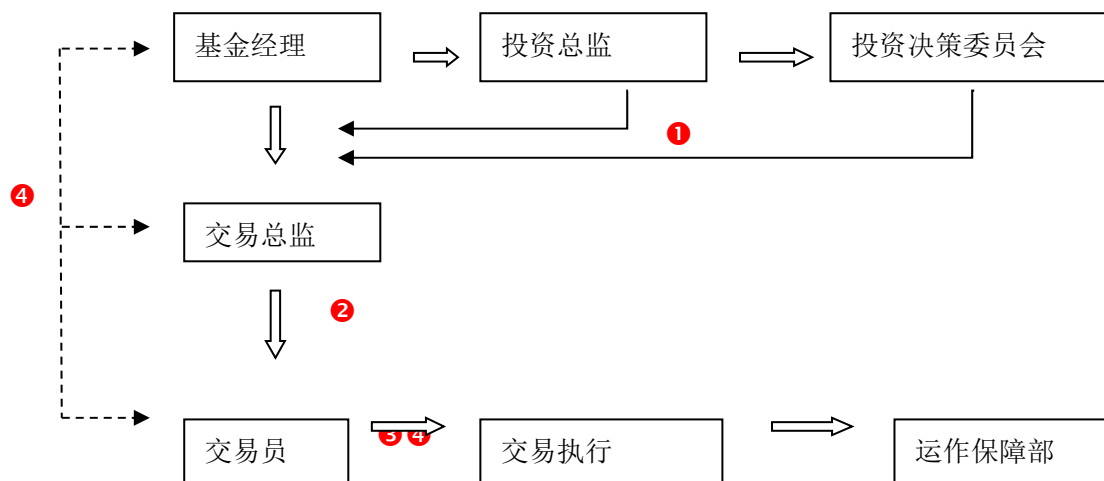 基金经理
投资总监
投资决策委员会
❶
❹
交易总监
❷
交易员
❸❹
交易执行
运作保障部